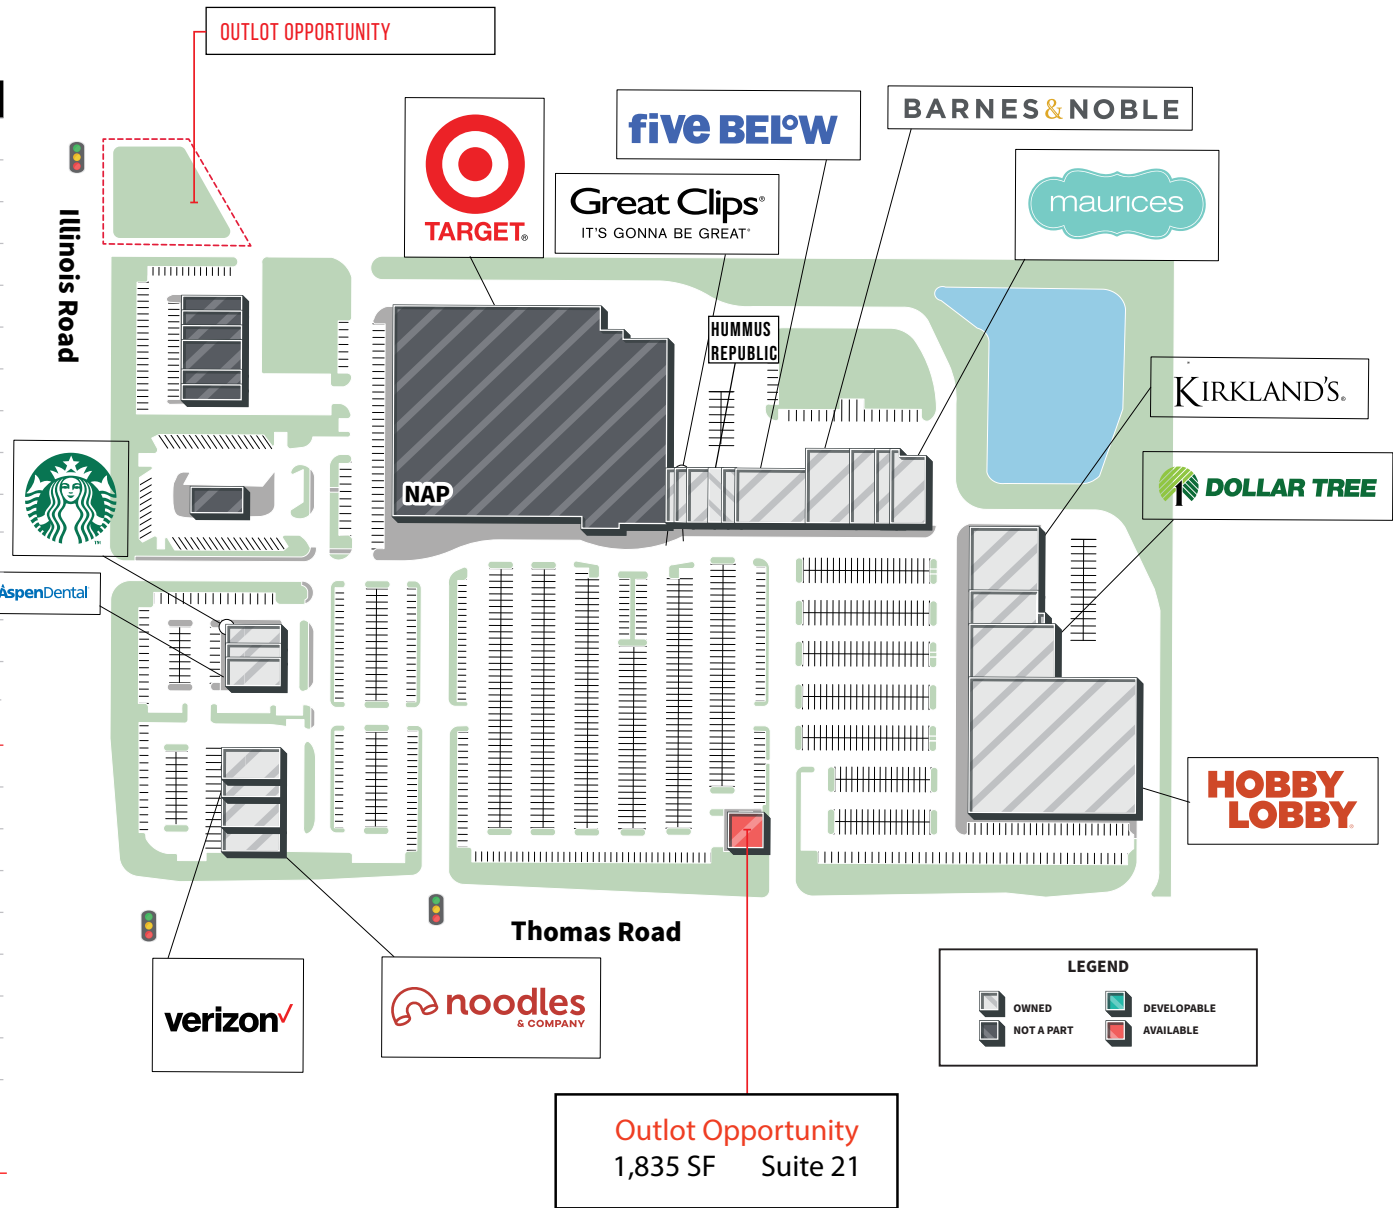 OUTLOT OPPORTUNITY
TARGET®
fiVe BELOW
BARNES&NOBLE
Great Clips®
IT'S GONNA BE GREAT®
maurices
Illinois Road
HUMMUS
REPUBLIC
KIRKLAND'S®
DOLLAR TREE
NAP
AspenDental
HOBBY
LOBBY®
Thomas Road
verizon
noodles
& COMPANY
LEGEND
OWNED
DEVELOPABLE
NOT A PART
AVAILABLE
Outlot Opportunity
1,835 SF Suite 21